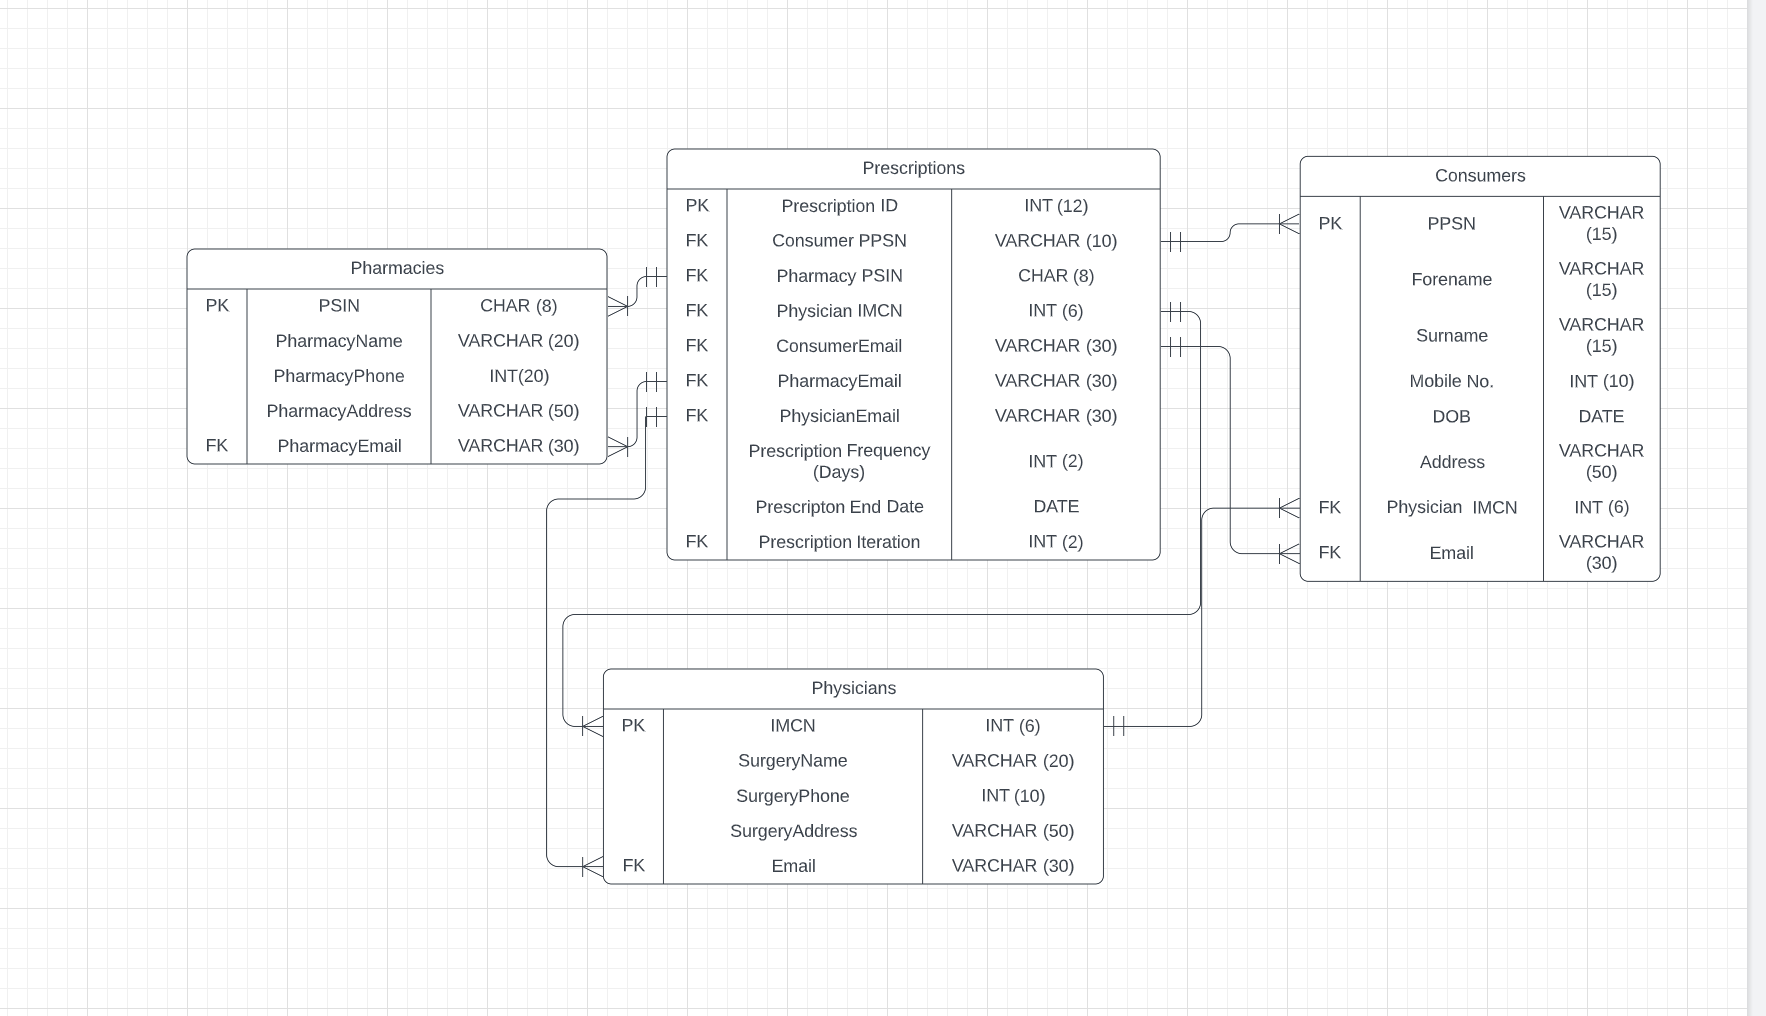 Prescriptions
PK Prescription ID INT (12)
FK Consumer PPSN VARCHAR (10)
FK Pharmacy PSIN CHAR (8)
FK Physician IMCN INT (6)
FK ConsumerEmail VARCHAR (30)
FK PharmacyEmail VARCHAR (30)
FK PhysicianEmail VARCHAR (30)
Prescription Frequency
(Days) INT (2)
Prescripton End Date DATE
FK Prescription Iteration INT (2)
Consumers
PK PPSN VARCHAR
(15)
Forename VARCHAR
(15)
Surname VARCHAR
(15)
Mobile No. INT (10)
DOB DATE
Address VARCHAR
(50)
FK Physician IMCN INT (6)
FK Email VARCHAR
(30)
Pharmacies
PK PSIN CHAR (8)
PharmacyName VARCHAR (20)
PharmacyPhone INT(20)
PharmacyAddress VARCHAR (50)
FK PharmacyEmail VARCHAR (30)
Physicians
PK IMCN INT (6)
SurgeryName VARCHAR (20)
SurgeryPhone INT (10)
SurgeryAddress VARCHAR (50)
FK Email VARCHAR (30)